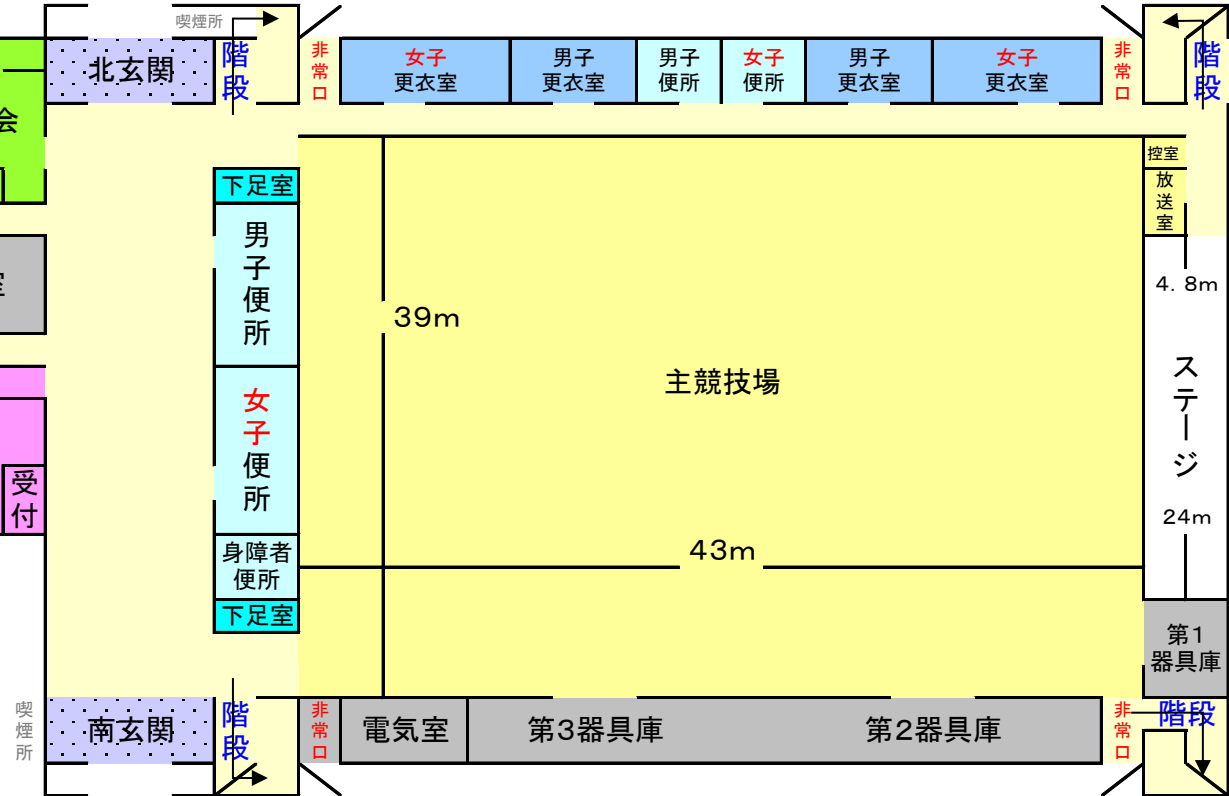 喫煙所
北玄関
階段
非常口
女子
更衣室
男子
更衣室
男子
便所
女子
便所
男子
更衣室
女子
更衣室
非常口
階段
会
控室
放送室
下足室
男子便所
39m
4.8m
主競技場
ステージ
女子便所
受付
24m
43m
身障者
便所
下足室
第1
器具庫
喫煙所
南玄関
階段
非常口
電気室
第3器具庫
第2器具庫
非常口
階段